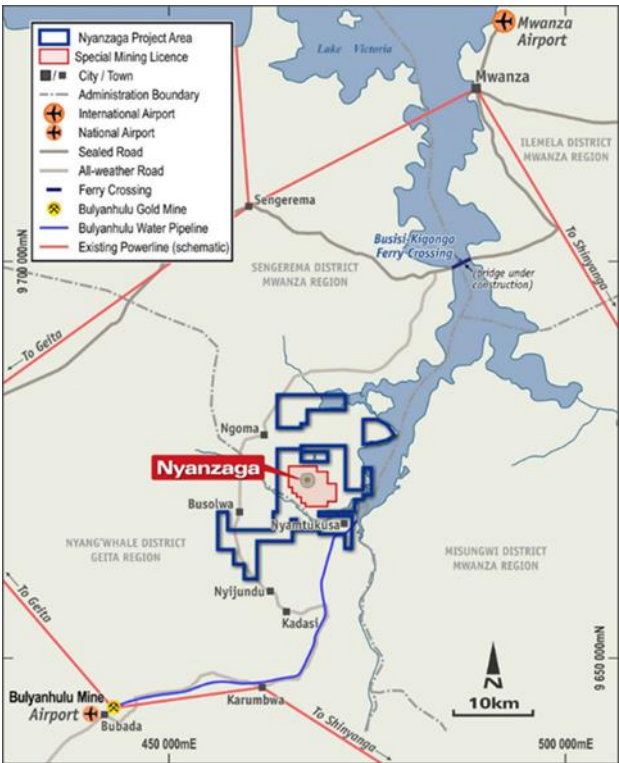 Nyanzaga Project Area
Special Mining Licence
City / Town
Administration Boundary
International Airport
National Airport
Sealed Road
All-weather Road
Ferry Crossing
Bulyanhulu Gold Mine
Bulyanhulu Water Pipeline
Existing Powerline (schematic)
Lake Victoria
Mwanza
Airport
Mwanza
ILEMELA DISTRICT
MWANZA REGION
Sengerema
To Shinyanga
Busisi-Kigonga
Ferry Crossing
(bridge under
construction)
SENGEREMA DISTRICT
MWANZA REGION
9 700 000mN
To Geita
Ngoma
Nyanzaga
Busolwa
Nyamtukusa
NYANG'WHALE DISTRICT
GEITA REGION
MISUNGWI DISTRICT
MWANZA REGION
Nyijundu
To Geita
Kadasi
9 650 000mN
N
10km
Karumbwa
Bulyanhulu Mine
Airport
Bubada
To Shinyanga
450 000mE
500 000mE